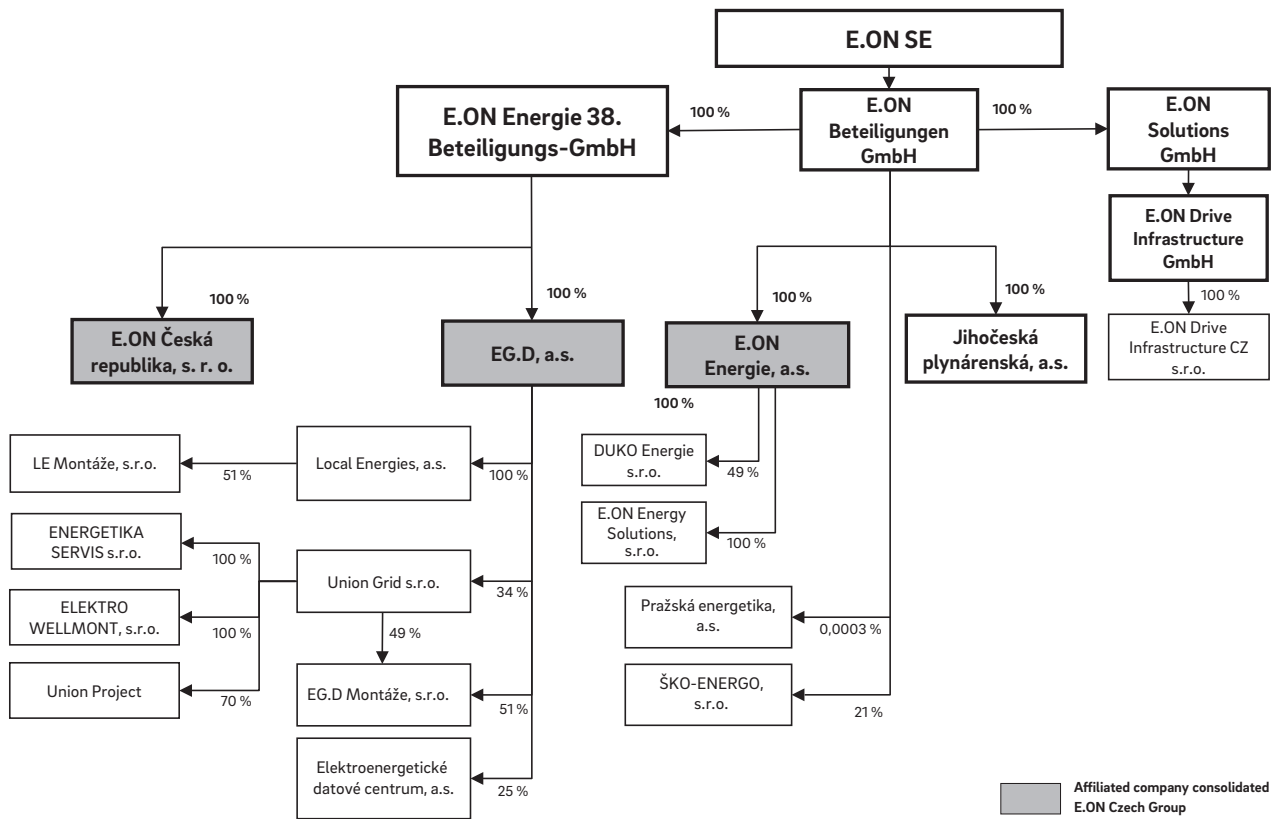 E.ON SE
E.ON Energie 38.
Beteiligungs-GmbH
100 %
E.ON
Beteiligungen
GmbH
100 %
E.ON
Solutions
GmbH
E.ON Drive
Infrastructure
GmbH
100 %
E.ON Drive
Infrastructure CZ
s.r.o.
100 %
100 %
100 %
100 %
E.ON Česká
republika, s. r. o.
EG.D, a.s.
E.ON
Energie, a.s.
Jihočeská
plynárenská, a.s.
100 %
LE Montáže, s.r.o.
51 %
Local Energies, a.s.
100 %
DUKO Energie
s.r.o.
49 %
ENERGETIKA
SERVIS s.r.o.
100 %
E.ON Energy
Solutions,
s.r.o.
100 %
Union Grid s.r.o.
34 %
ELEKTRO
WELLMONT, s.r.o.
100 %
49 %
Pražská energetika,
a.s.
0,0003 %
Union Project
70 %
EG.D Montáže, s.r.o.
51 %
ŠKO-ENERGO,
s.r.o.
21 %
Elektroenergetické
datové centrum, a.s.
25 %
Affiliated company consolidated
E.ON Czech Group